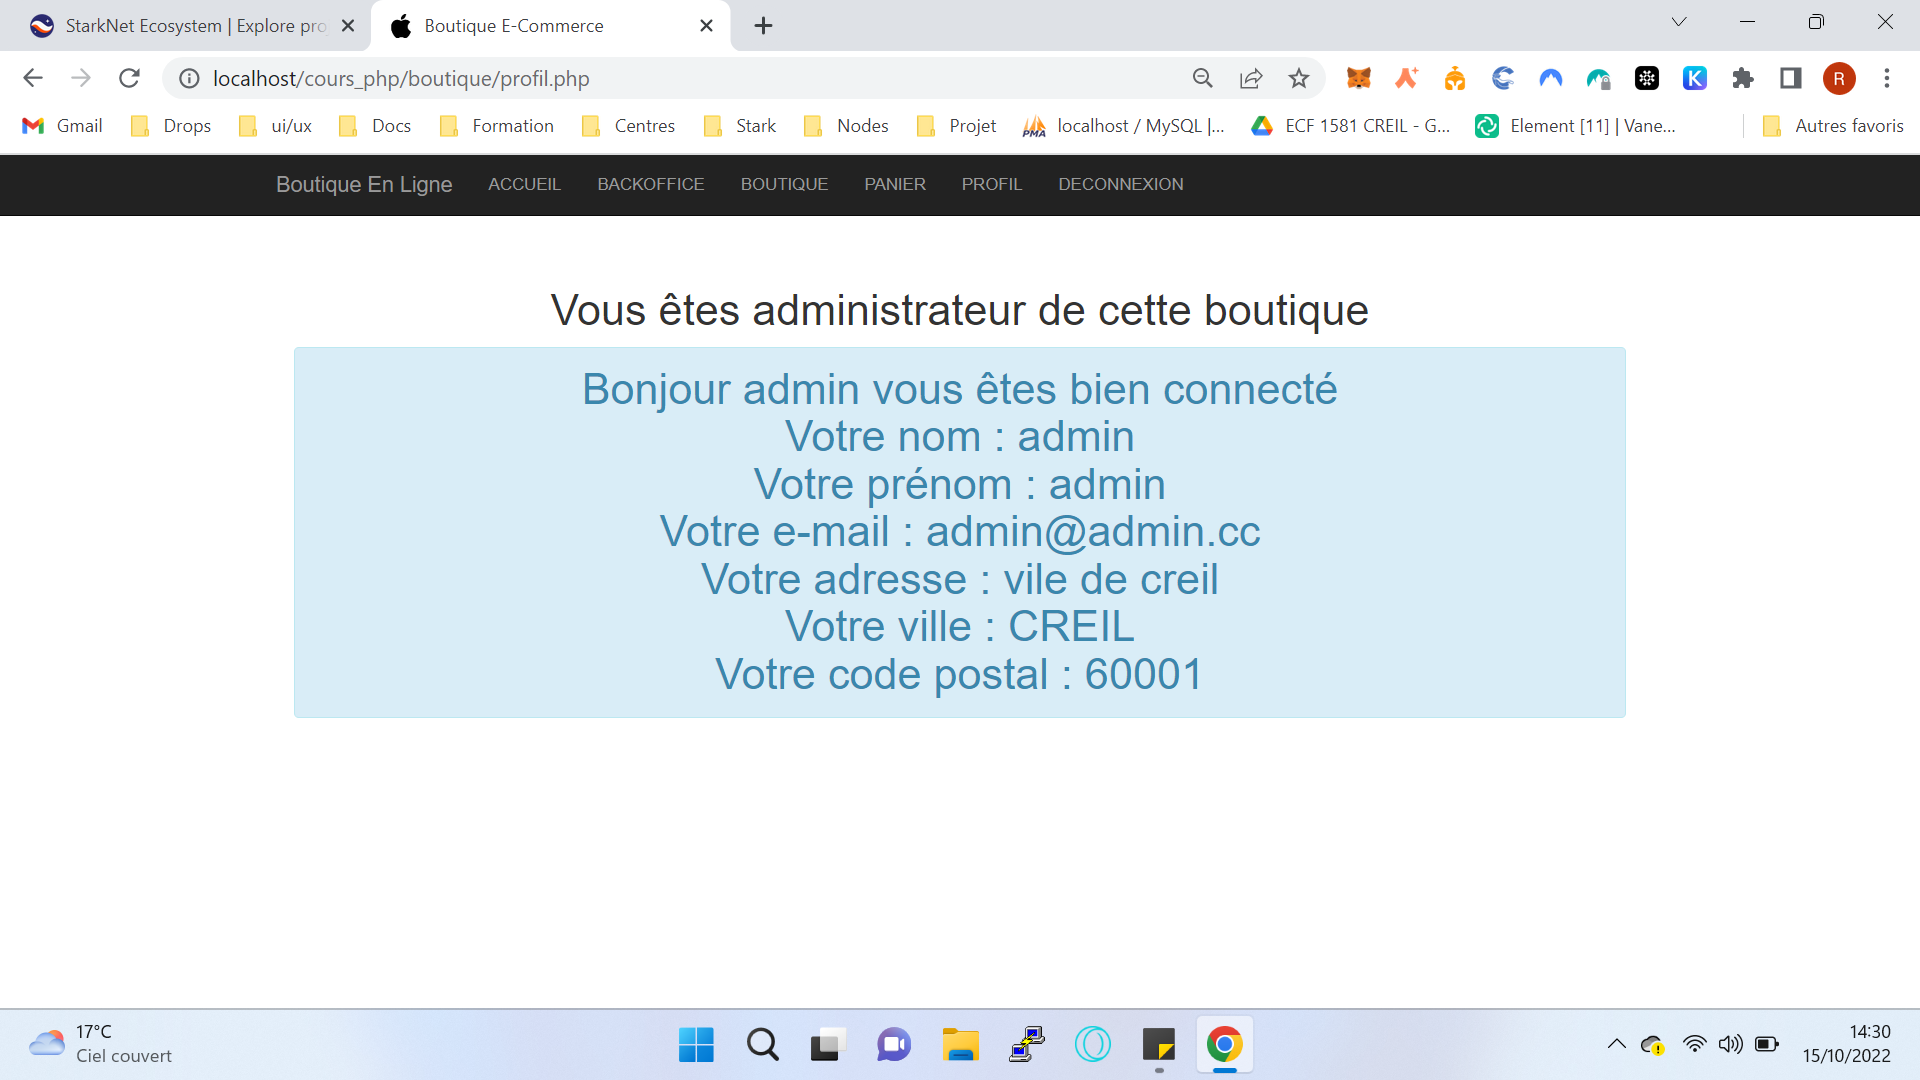 StarkNet Ecosystem | Explore pro
Boutique E-Commerce
localhost/cours_php/boutique/profil.php
R
Gmail
Drops
ui/ux
Docs
Formation
Centres
Stark
Nodes
Projet
PMA
localhost / MySQL |...
ECF 1581 CREIL - G...
Element [11] | Vane...
Autres favoris
Boutique En Ligne
ACCUEIL
BACKOFFICE
BOUTIQUE
PANIER
PROFIL
DECONNEXION
Vous êtes administrateur de cette boutique
Bonjour admin vous êtes bien connecté
Votre nom : admin
Votre prénom : admin
Votre e-mail : admin@admin.cc
Votre adresse : vile de creil
Votre ville : CREIL
Votre code postal : 60001
17°C
Ciel couvert
14:30
15/10/2022